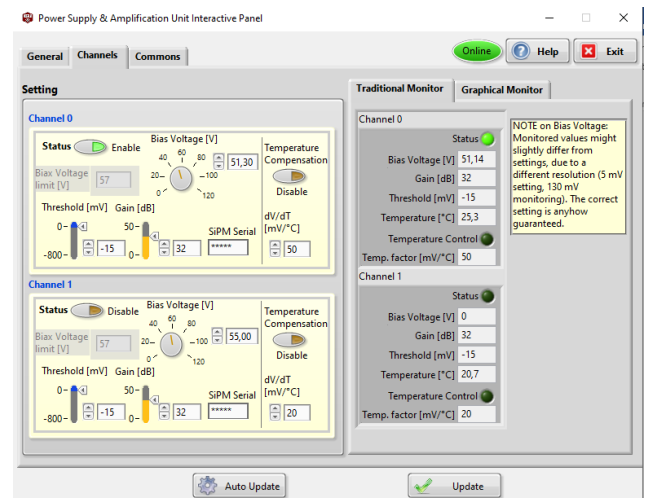 Power Supply & Amplification Unit Interactive Panel
General Channels Commons
Online
Help
Exit
Setting
Channel 0
Status Enable
Bias Voltage [V]
0 20 40 60 80 100 120
51,30
Temperature Compensation
Disable
Biax Voltage limit [V]
57
Threshold [mV]
0
-800
-15
Gain [dB]
50
0
32
SiPM Serial
*****
dV/dT [mV/°C]
50
Channel 1
Status Disable
Bias Voltage [V]
0 20 40 60 80 100 120
55,00
Temperature Compensation
Disable
Biax Voltage limit [V]
57
Threshold [mV]
0
-800
-15
Gain [dB]
50
0
32
SiPM Serial
*****
dV/dT [mV/°C]
20
Traditional Monitor Graphical Monitor
Channel 0
Status
Bias Voltage [V] 51,14
Gain [dB] 32
Threshold [mV] -15
Temperature [°C] 25,3
Temperature Control
Temp. factor [mV/°C] 50
Channel 1
Status
Bias Voltage [V] 0
Gain [dB] 32
Threshold [mV] -15
Temperature [°C] 20,7
Temperature Control
Temp. factor [mV/°C] 20
NOTE on Bias Voltage:
Monitored values might
slightly differ from
settings, due to a
different resolution (5 mV
setting, 130 mV
monitoring). The correct
setting is anyhow
guaranteed.
Auto Update
Update